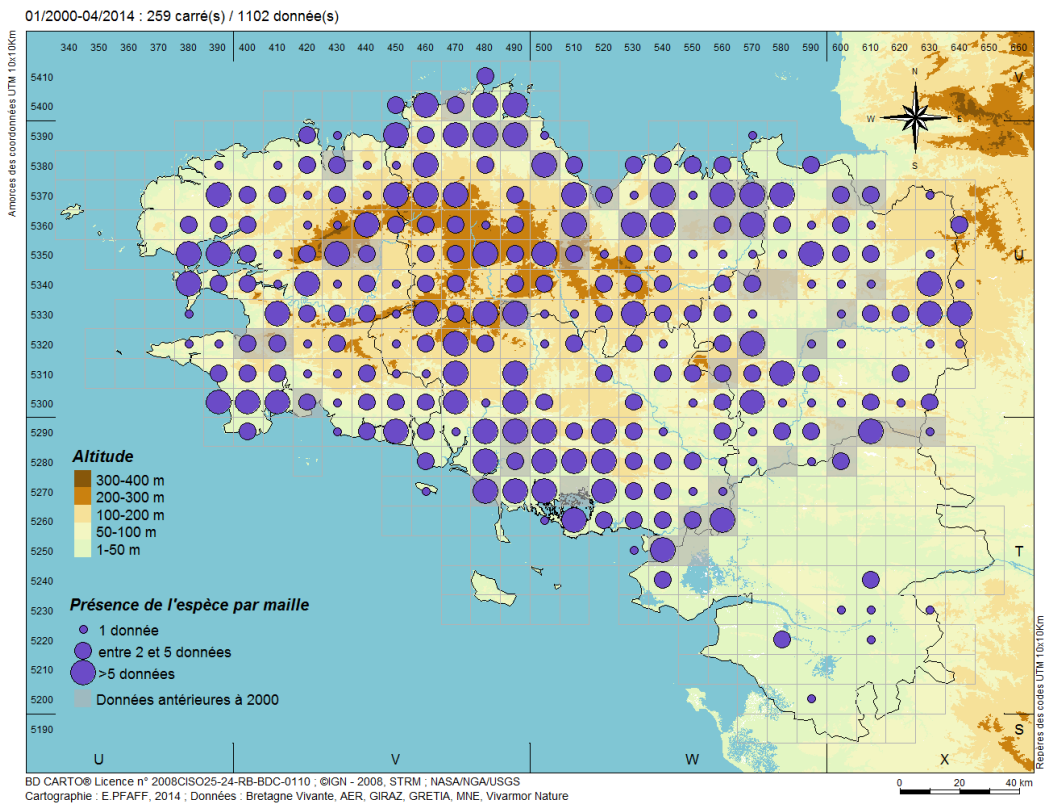 01/2000-04/2014 : 259 carré(s) / 1102 donnée(s)
Amorces des coordonnées UTM 10x10Km
340 350 360 370 380 390 400 410 420 430 440 450 460 470 480 490 500 510 520 530 540 550 560 570 580 590 600 610 620 630 640 650 660
5410
5400
5390
5380
5370
5360
5350
5340
5330
5320
5310
5300
5290
5280
5270
5260
5250
5240
5230
5220
5210
5200
5190
N
W
E
S
V
U
T
S
Altitude
300-400 m
200-300 m
100-200 m
50-100 m
1-50 m
Présence de l'espèce par maille
1 donnée
entre 2 et 5 données
>5 données
Données antérieures à 2000
U V W X
Repères des codes UTM 10x10Km
BD CARTO® Licence n° 2008CISO25-24-RB-BDC-0110 ; ©IGN - 2008, STRM ; NASA/NGA/USGS
Cartographie : E.PFAFF, 2014 ; Données : Bretagne Vivante, AER, GIRAZ, GRETIA, MNE, Vivarmor Nature
0 20 40 km